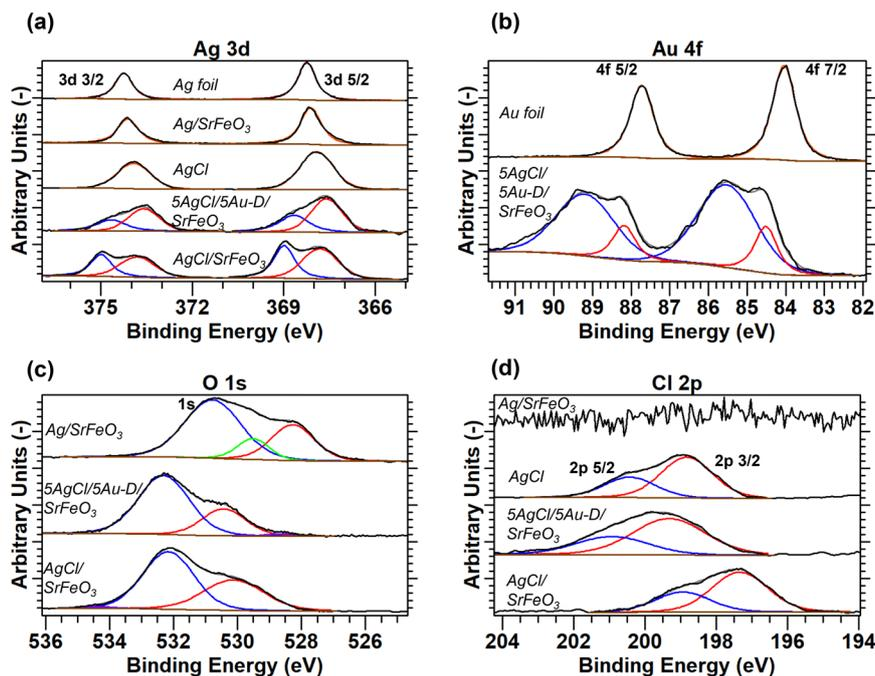 (a)
Ag 3d
3d 3/2
Ag foil
3d 5/2
Ag/SrFeO₃
AgCl
5AgCl/5Au-D/
SrFeO₃
AgCl/SrFeO₃
Arbitrary Units (-)
375 372 369 366
Binding Energy (eV)
(b)
Au 4f
4f 5/2
4f 7/2
Au foil
5AgCl/
5Au-D/
SrFeO₃
Arbitrary Units (-)
91 90 89 88 87 86 85 84 83 82
Binding Energy (eV)
(c)
O 1s
1s
Ag/SrFeO₃
5AgCl/5Au-D/
SrFeO₃
AgCl/
SrFeO₃
Arbitrary Units (-)
536 534 532 530 528 526
Binding Energy (eV)
(d)
Cl 2p
Ag/SrFeO₃
2p 5/2
2p 3/2
AgCl
5AgCl/5Au-D/
SrFeO₃
AgCl/
SrFeO₃
Arbitrary Units (-)
204 202 200 198 196 194
Binding Energy (eV)